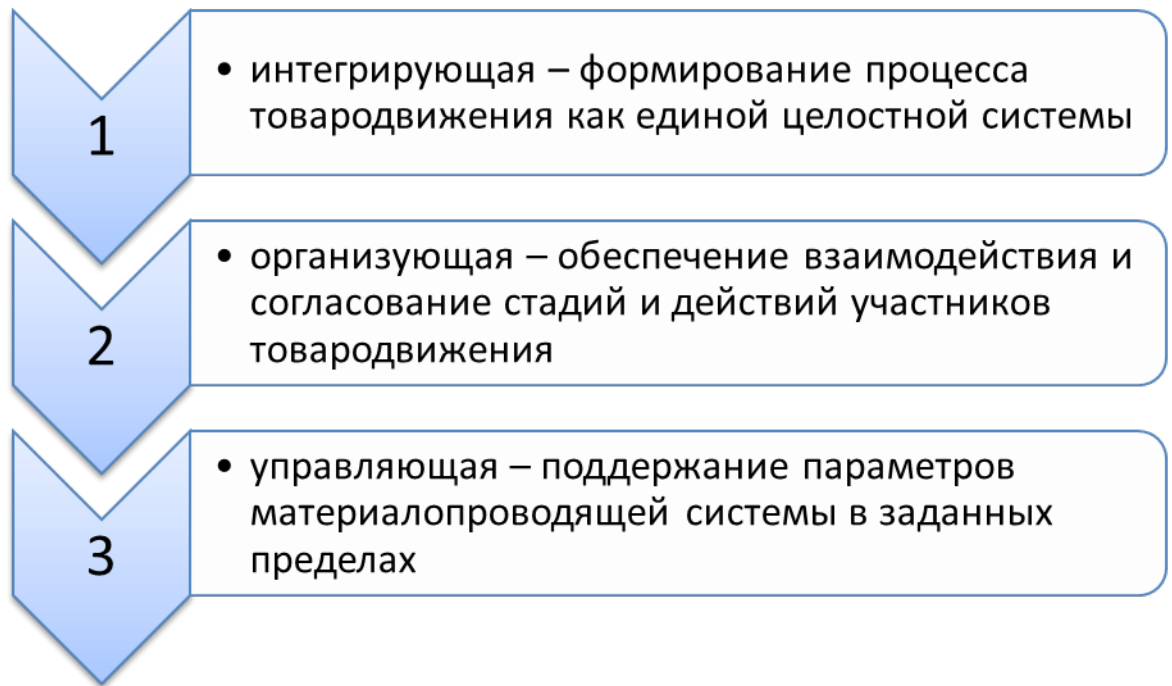 1
• интегрирующая – формирование процесса
товародвижения как единой целостной системы
2
• организующая – обеспечение взаимодействия и
согласование стадий и действий участников
товародвижения
3
• управляющая – поддержание параметров
материалопроводящей системы в заданных
пределах